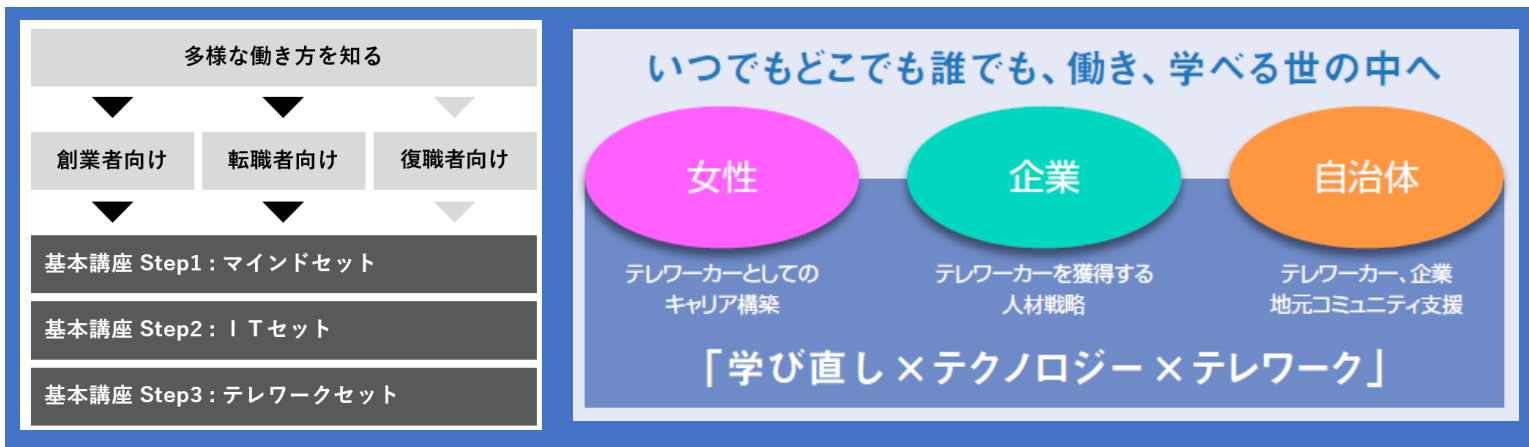 多様な働き方を知る
創業者向け
転職者向け
復職者向け
基本講座 Step1 : マインドセット
基本講座 Step2 : ＩＴセット
基本講座 Step3 : テレワークセット
いつでもどこでも誰でも、働き、学べる世の中へ
女性
企業
自治体
テレワーカーとしての
キャリア構築
テレワーカーを獲得する
人材戦略
テレワーカー、企業
地元コミュニティ支援
「学び直し×テクノロジー×テレワーク」